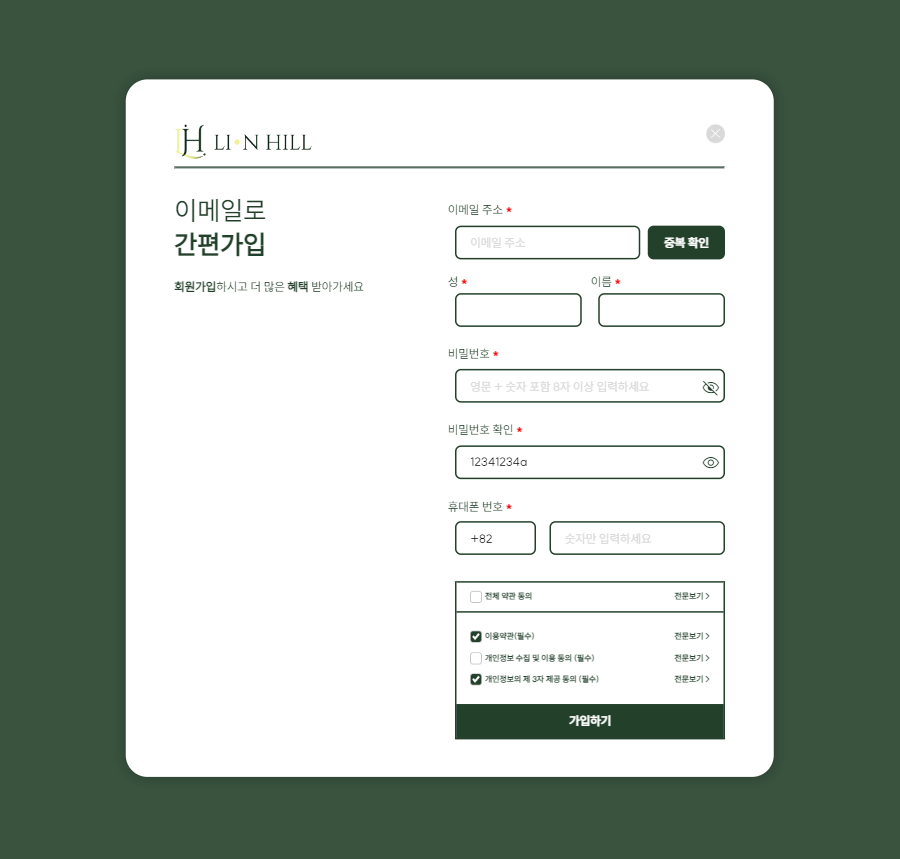 LH LION HILL
이메일로
간편가입
회원가입하시고 더 많은 혜택 받아가세요
이메일 주소 *
이메일 주소
중복 확인
성 * 이름 *
비밀번호 *
영문 + 숫자 포함 8자 이상 입력하세요
비밀번호 확인 *
12341234a
휴대폰 번호 *
+82 숫자만 입력하세요
전체 약관 동의 전문보기 >
이용약관(필수) 전문보기 >
개인정보 수집 및 이용 동의 (필수) 전문보기 >
개인정보의 제 3자 제공 동의 (필수) 전문보기 >
가입하기